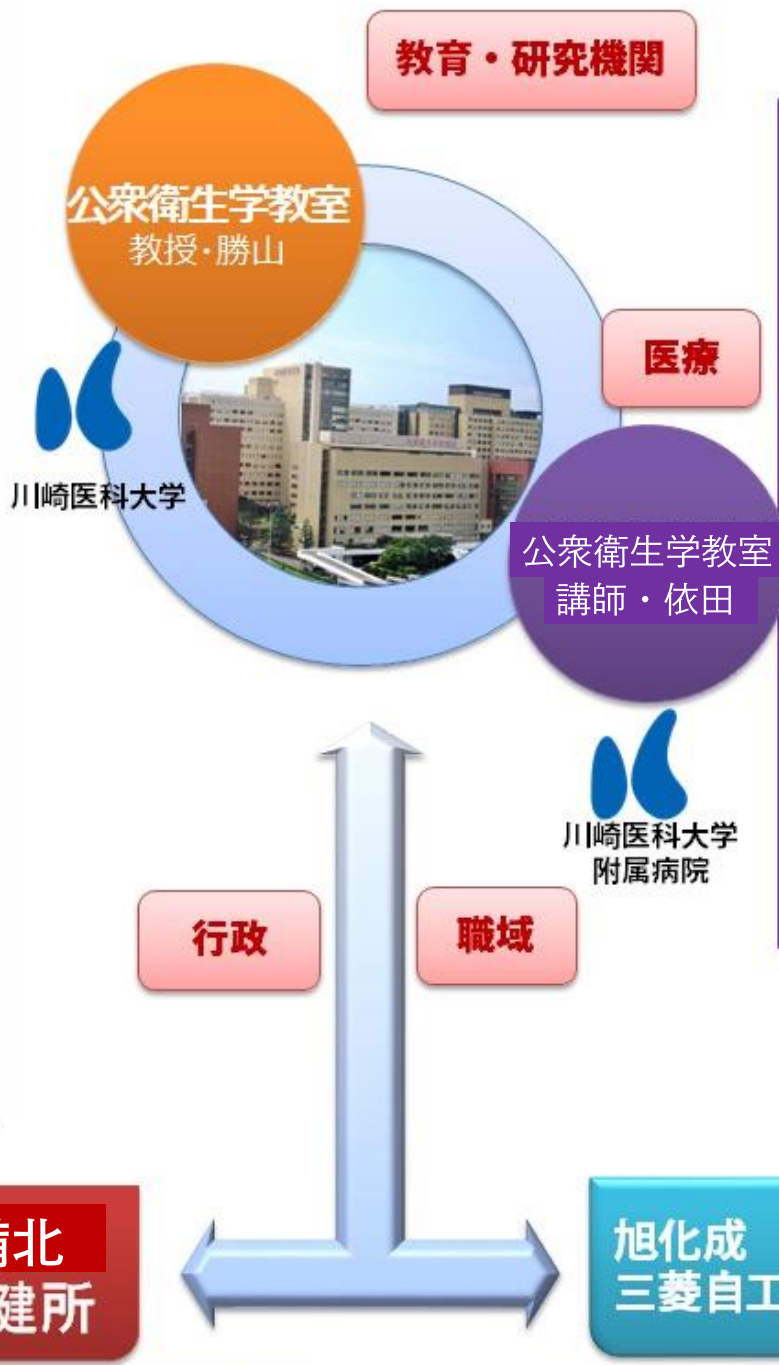 教育・研究機関
公衆衛生学教室
教授・勝山
医療
川崎医科大学
公衆衛生学教室
講師・依田
川崎医科大学
附属病院
行政
職域
北
健所
旭化成
三菱自工